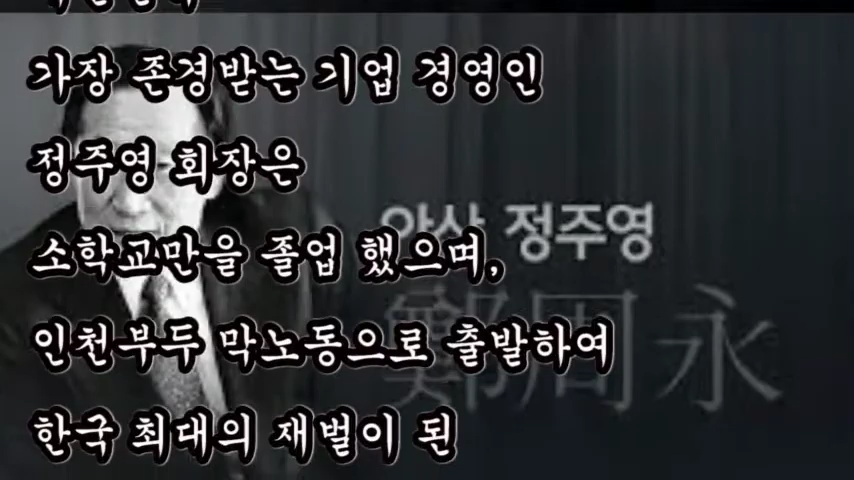 가장 존경받는 기업 경영인
정주영 회장은
아산 정주영
소학교만을 졸업 했으며,
鄭周永
인천부두 막노동으로 출발하여
한국 최대의 재벌이 된